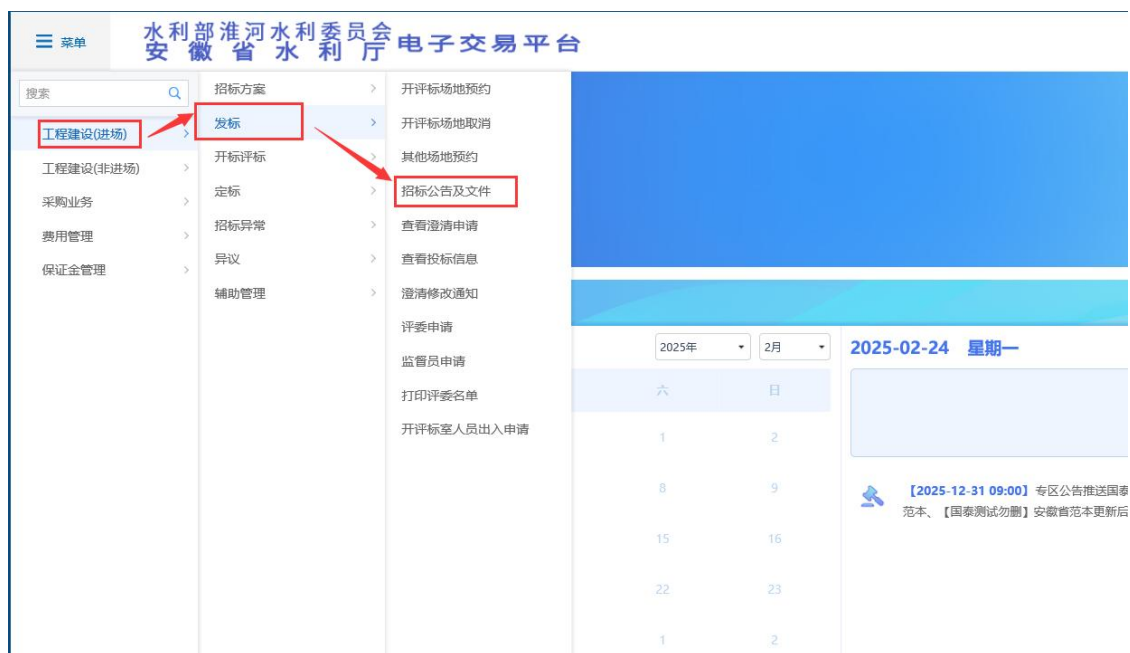 菜单
水利部淮河水利委员会
安徽省水利厅
电子交易平台
搜索
工程建设(进场)
工程建设(非进场)
采购业务
费用管理
保证金管理
招标方案
发标
开标评标
定标
招标异常
异议
辅助管理
开评标场地预约
开评标场地取消
其他场地预约
招标公告及文件
查看澄清申请
查看投标信息
澄清修改通知
评委申请
监督员申请
打印评委名单
开评标室人员出入申请
2025年 2月
六 日
1 2
8 9
15 16
22 23
1 2
2025-02-24 星期一
【2025-12-31 09:00】专区公告推送国泰
范本、【国泰测试勿删】安徽省范本更新后